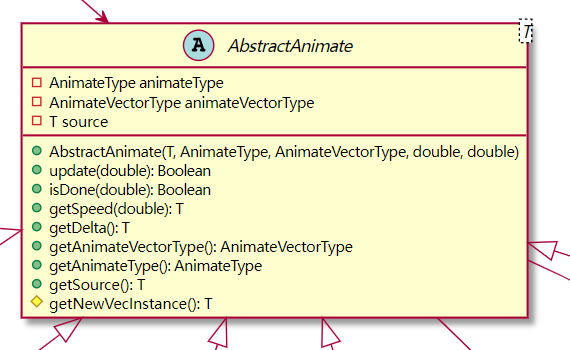 T
A AbstractAnimate
AnimateType animateType
AnimateVectorType animateVectorType
T source
AbstractAnimate(T, AnimateType, AnimateVectorType, double, double)
update(double): Boolean
isDone(double): Boolean
getSpeed(double): T
getDelta(): T
getAnimateVectorType(): AnimateVectorType
getAnimateType(): AnimateType
getSource(): T
getNewVecInstance(): T